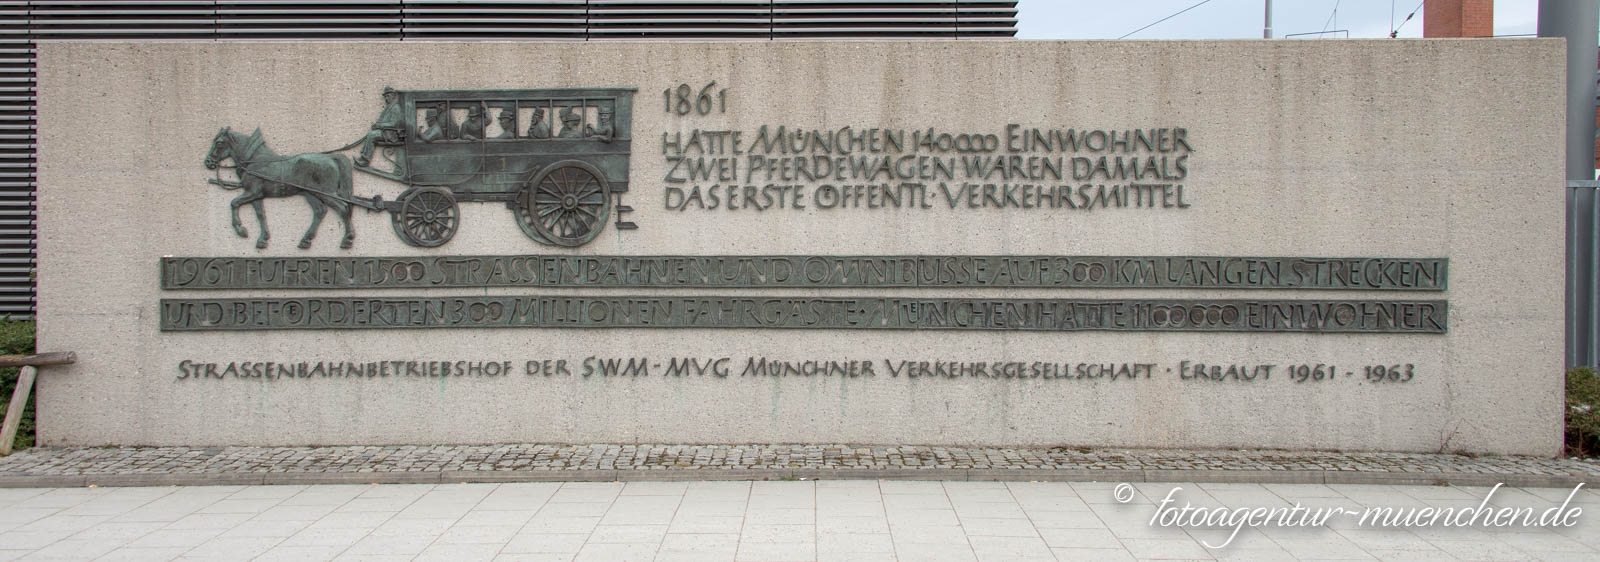 1861
HATTE MÜNCHEN 140000 EINWOHNER
ZWEI PFERDEWAGEN WAREN DAMALS
DAS ERSTE ÖFFENTL· VERKEHRSMITTEL
1961 FUHREN 1500 STRASSENBAHNEN UND OMNIBUSSE AUF 300 KM LANGEN STRECKEN
UND BEFÖRDERTEN 300 MILLIONEN FAHRGÄSTE· MÜNCHEN HATTE 1100000 EINWOHNER
STRASSENBAHNBETRIEBSHOF DER SWM-MVG MÜNCHNER VERKEHRSGESELLSCHAFT · ERBAUT 1961 - 1963
© fotoagentur-muenchen.de